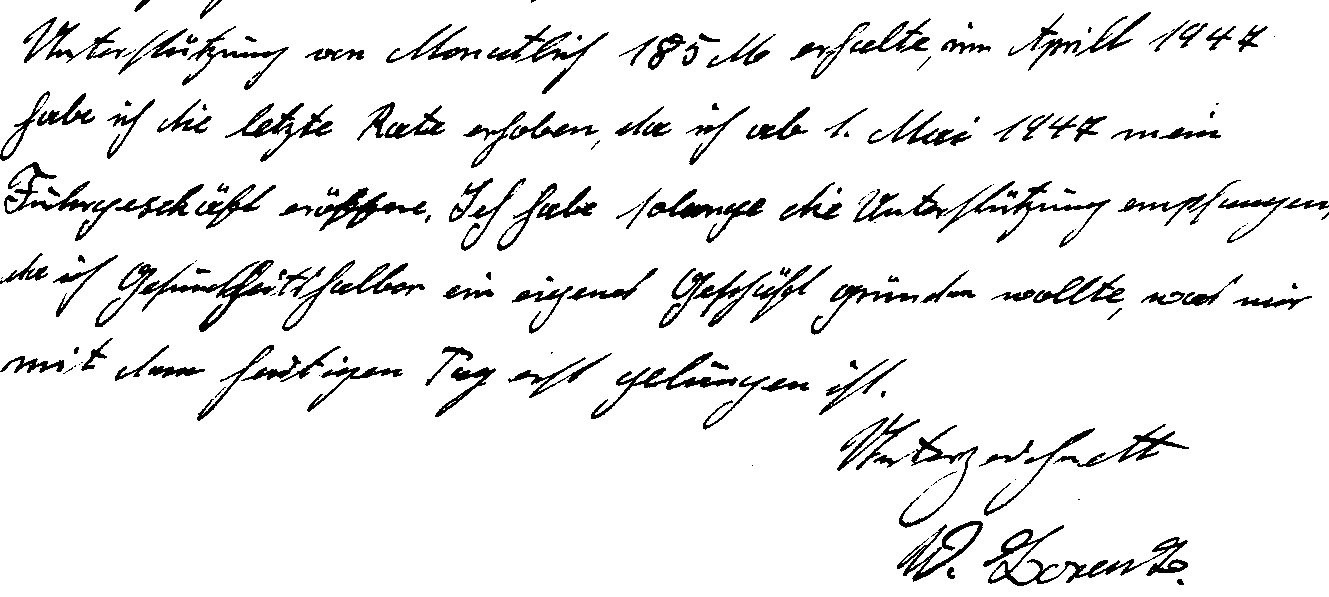 Unterstützung von Monatlich 185 M erhalte, im Aprill 1947
habe ich die letzte Rate erhoben, da ich ab 1. Mai 1947 mein
Fuhrgeschäft eröffne. Ich habe solange die Unterstützung empfangen,
da ich Gesundheitshalber ein eigenes Geschäft gründen wollte, was mir
mit dem heutigen Tag erst gelungen ist.
Unterzeichnett
W. Lorenz.